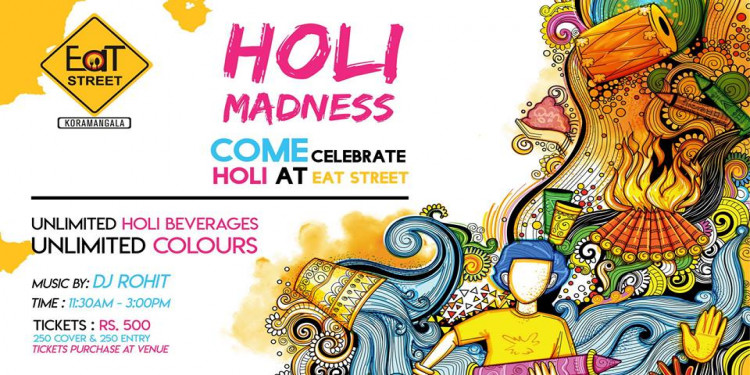 EaT
STREET
KORAMANGALA
HOLI
MADNESS
COME CELEBRATE
HOLI AT EAT STREET
UNLIMITED HOLI BEVERAGES
UNLIMITED COLOURS
MUSIC BY: DJ ROHIT
TIME : 11:30AM - 3:00PM
TICKETS : RS. 500
250 COVER & 250 ENTRY
TICKETS PURCHASE AT VENUE